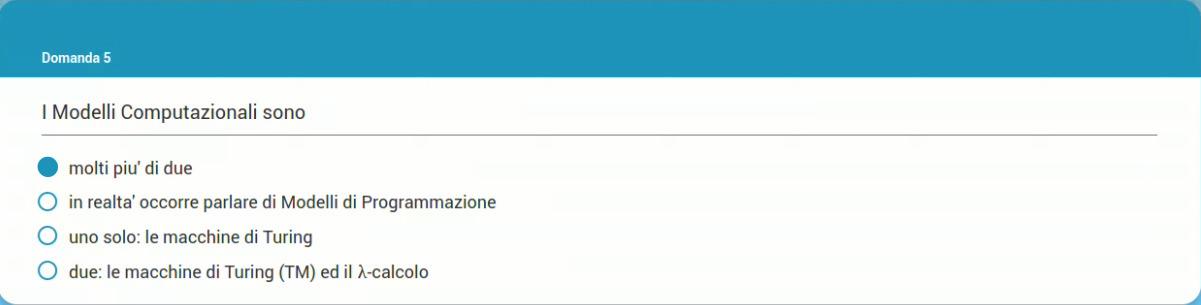 Domanda 5
I Modelli Computazionali sono
molti piu' di due
in realta' occorre parlare di Modelli di Programmazione
uno solo: le macchine di Turing
due: le macchine di Turing (TM) ed il λ-calcolo